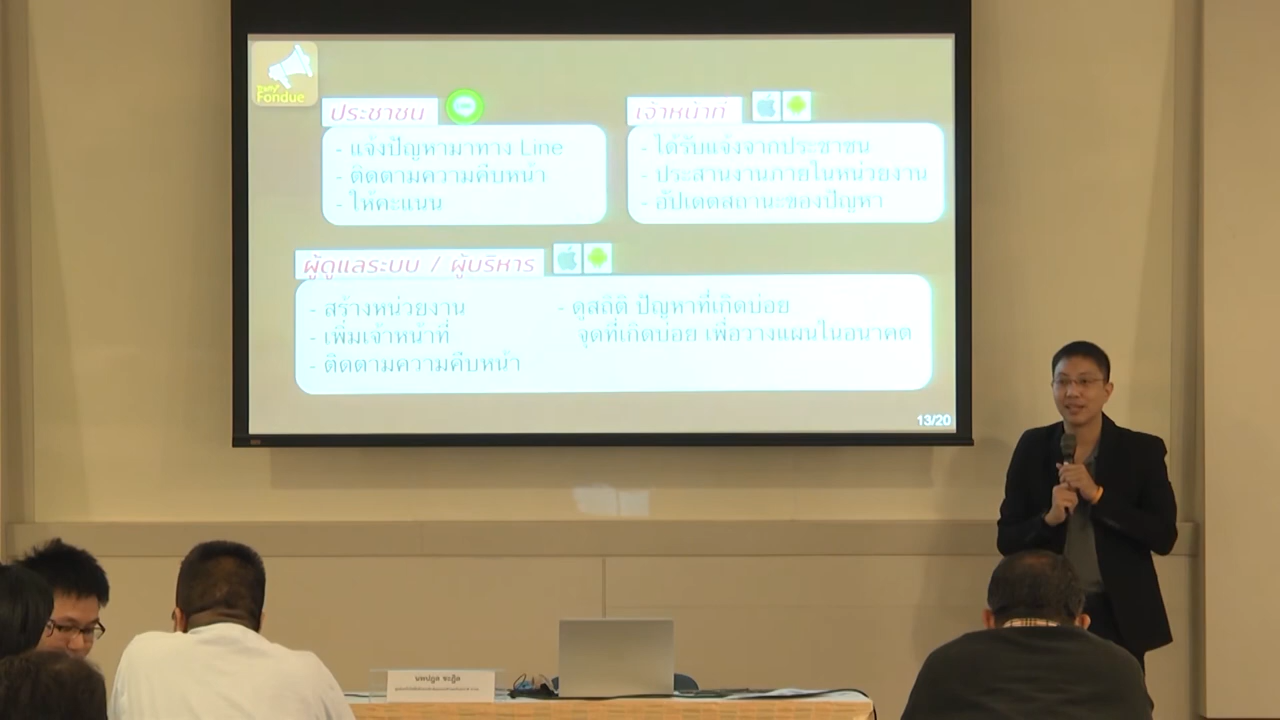 Fondue
ประชาชน
- แจ้งปัญหามาทาง Line
- ติดตามความคืบหน้า
- ให้คะแนน
เจ้าหน้าที่
- ได้รับแจ้งจากประชาชน
- ประสานงานภายในหน่วยงาน
- อัปเดตสถานะของปัญหา
ผู้ดูแลระบบ / ผู้บริหาร
- สร้างหน่วยงาน
- เพิ่มเจ้าหน้าที่
- ติดตามความคืบหน้า
- ดูสถิติ ปัญหาที่เกิดบ่อย
จุดที่เกิดบ่อย เพื่อวางแผนในอนาคต
13/20